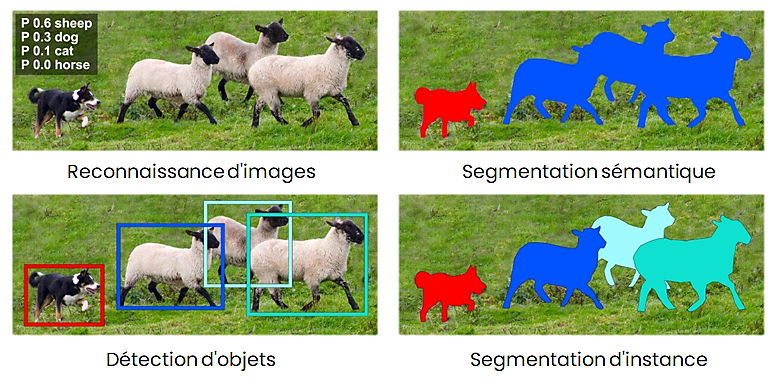 P 0.6 sheep
P 0.3 dog
P 0.1 cat
P 0.0 horse
Reconnaissance d'images
Segmentation sémantique
Détection d'objets
Segmentation d'instance